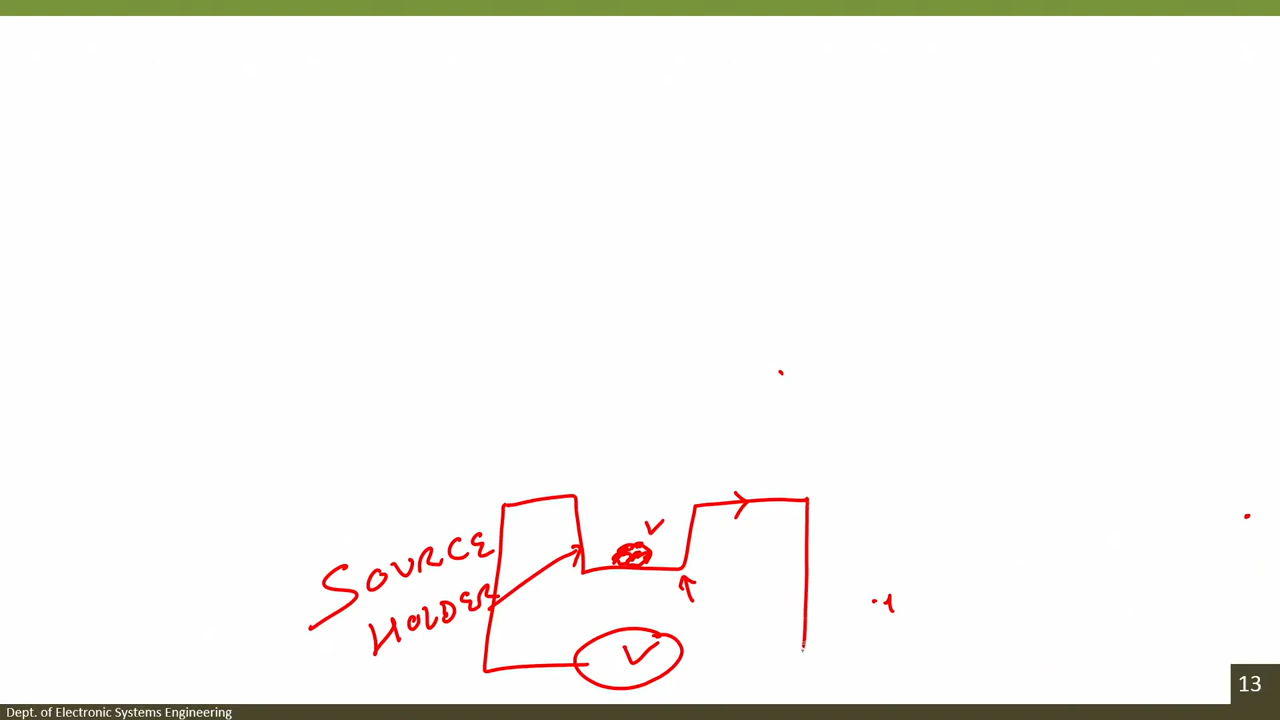 SOURCE
HOLDER
V
13
Dept. of Electronic Systems Engineering